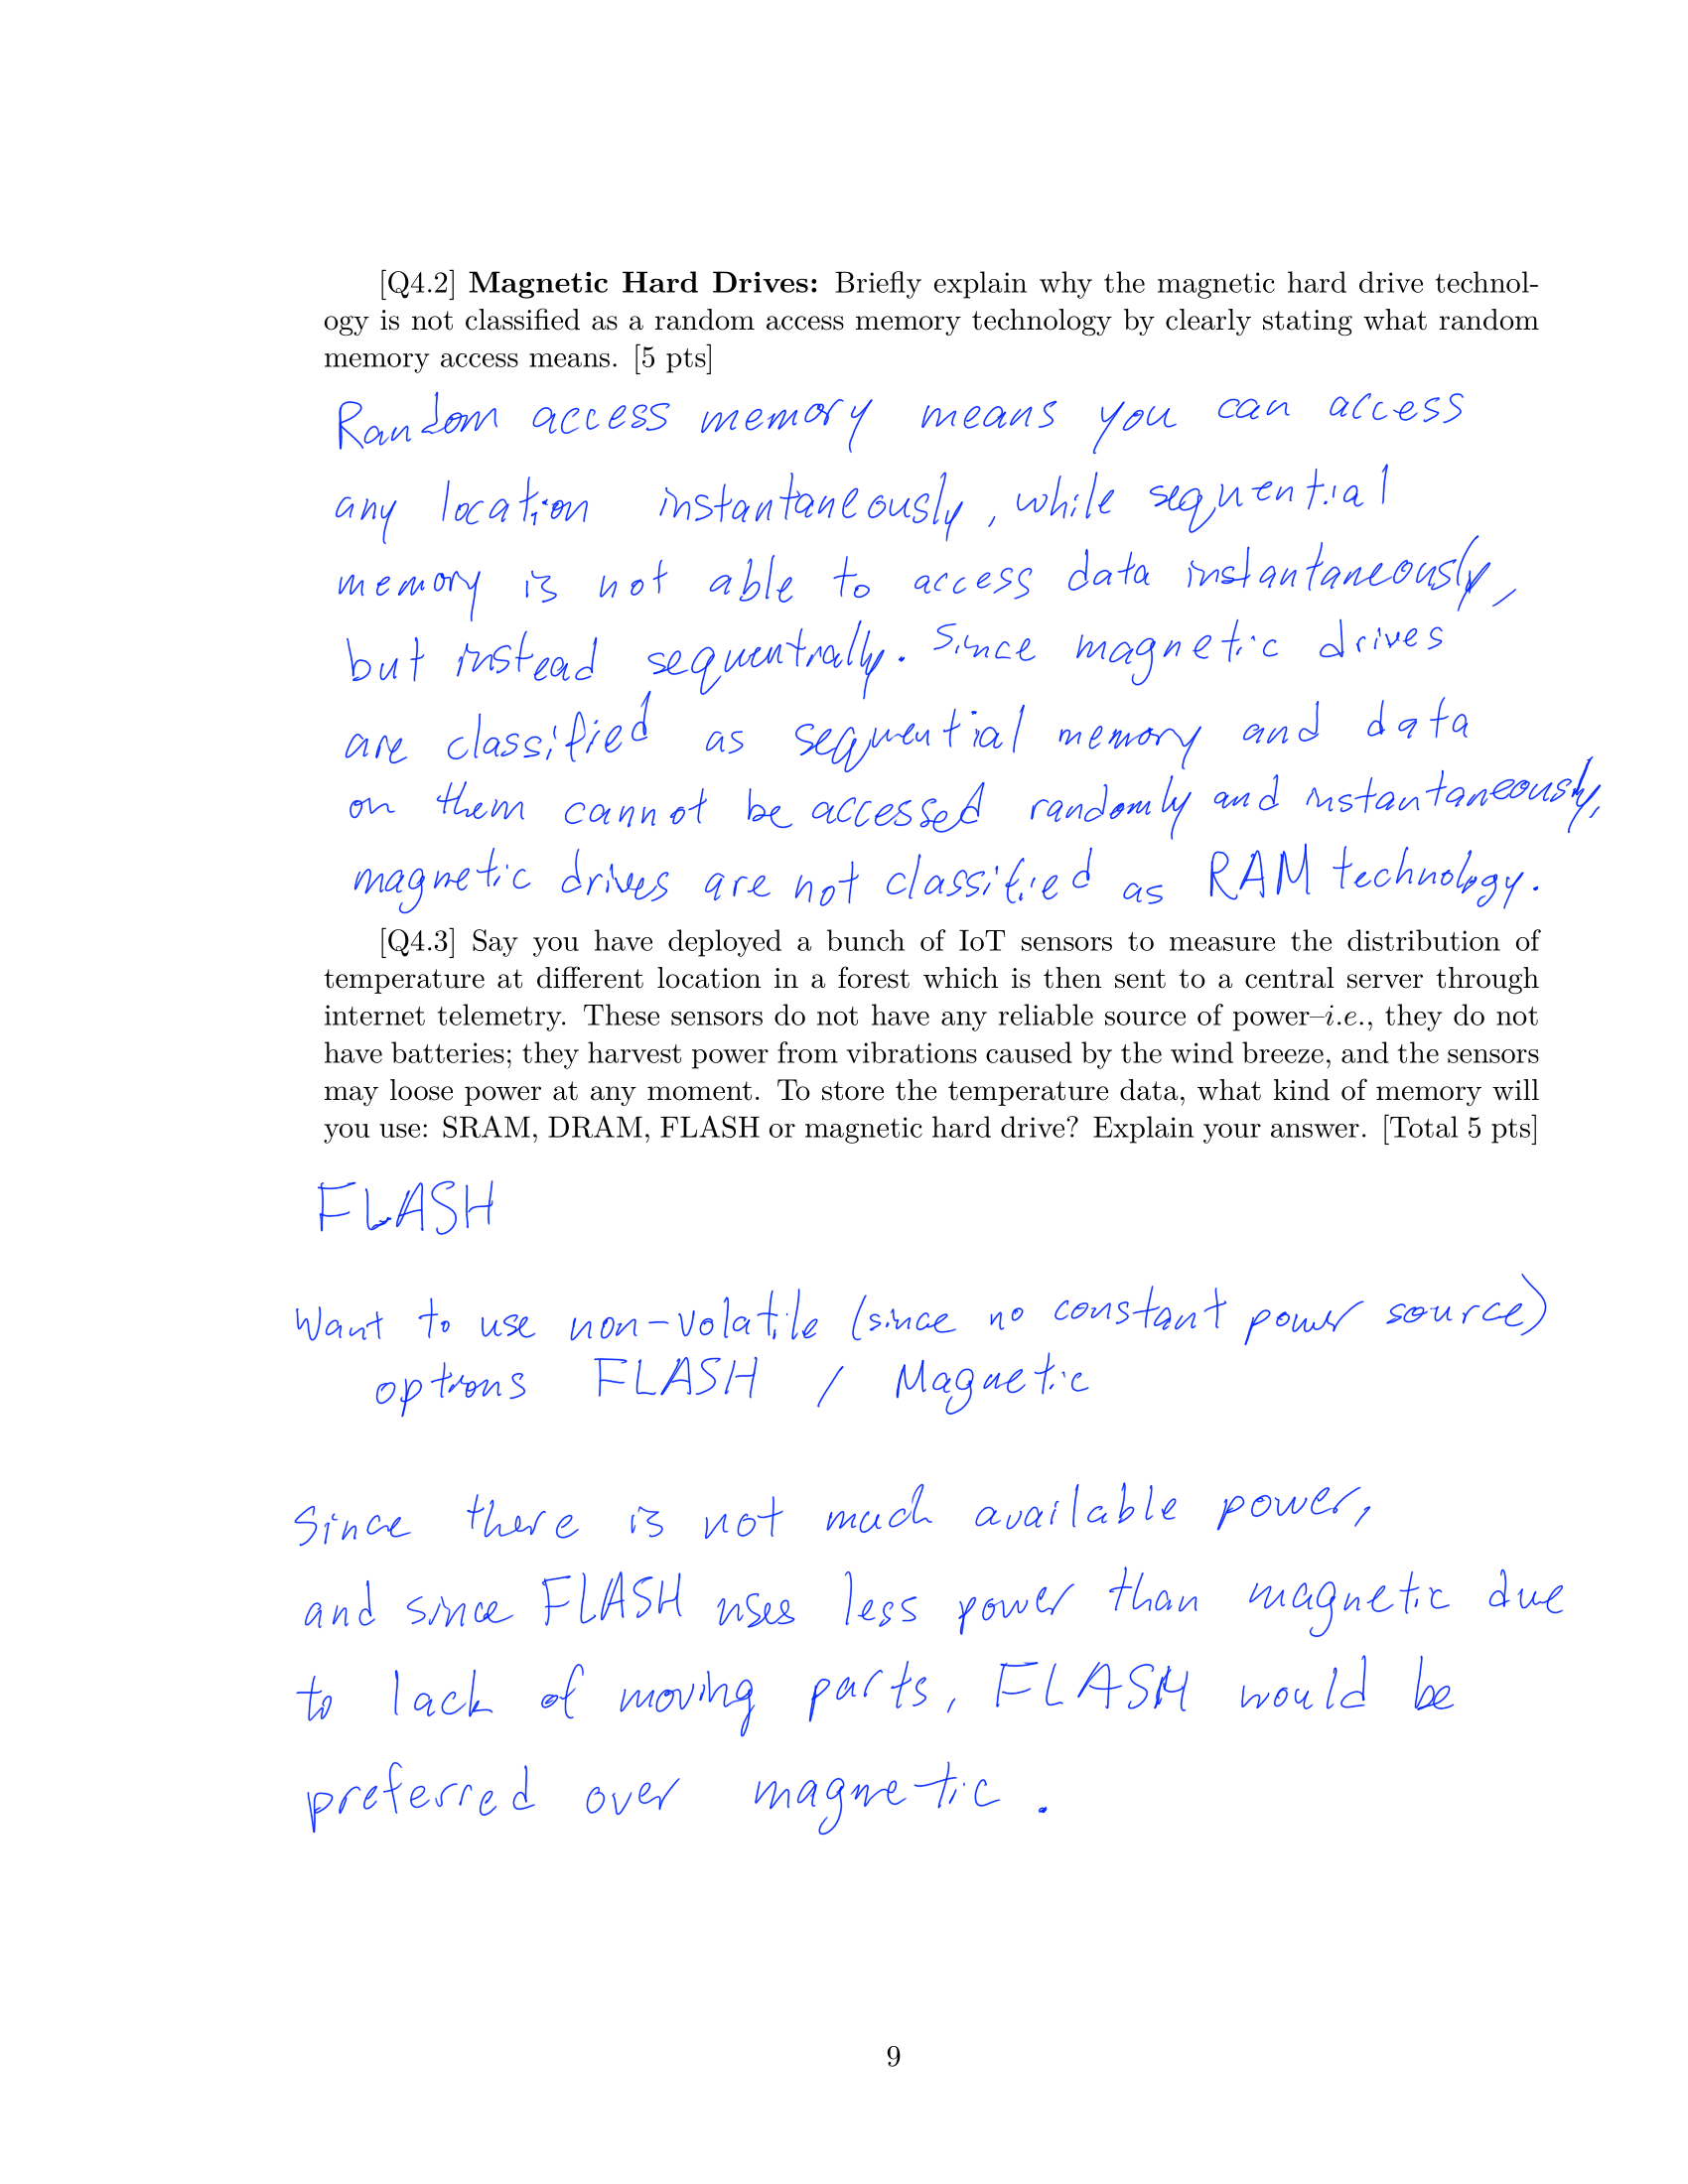 [Q4.2] Magnetic Hard Drives: Briefly explain why the magnetic hard drive technol-
ogy is not classified as a random access memory technology by clearly stating what random
memory access means. [5 pts]
Random access memory means you can access
any location instantaneously, while sequential
memory is not able to access data instantaneously,
but instead sequentially. Since magnetic drives
are classified as sequential memory and data
on them cannot be accessed randomly and instantaneously,
magnetic drives are not classified as RAM technology.
[Q4.3] Say you have deployed a bunch of IoT sensors to measure the distribution of
temperature at different location in a forest which is then sent to a central server through
internet telemetry. These sensors do not have any reliable source of power–i.e., they do not
have batteries; they harvest power from vibrations caused by the wind breeze, and the sensors
may loose power at any moment. To store the temperature data, what kind of memory will
you use: SRAM, DRAM, FLASH or magnetic hard drive? Explain your answer. [Total 5 pts]
FLASH
Want to use non-volatile (since no constant power source)
options FLASH / Magnetic
Since there is not much available power,
and since FLASH uses less power than magnetic due
to lack of moving parts, FLASH would be
preferred over magnetic.
9